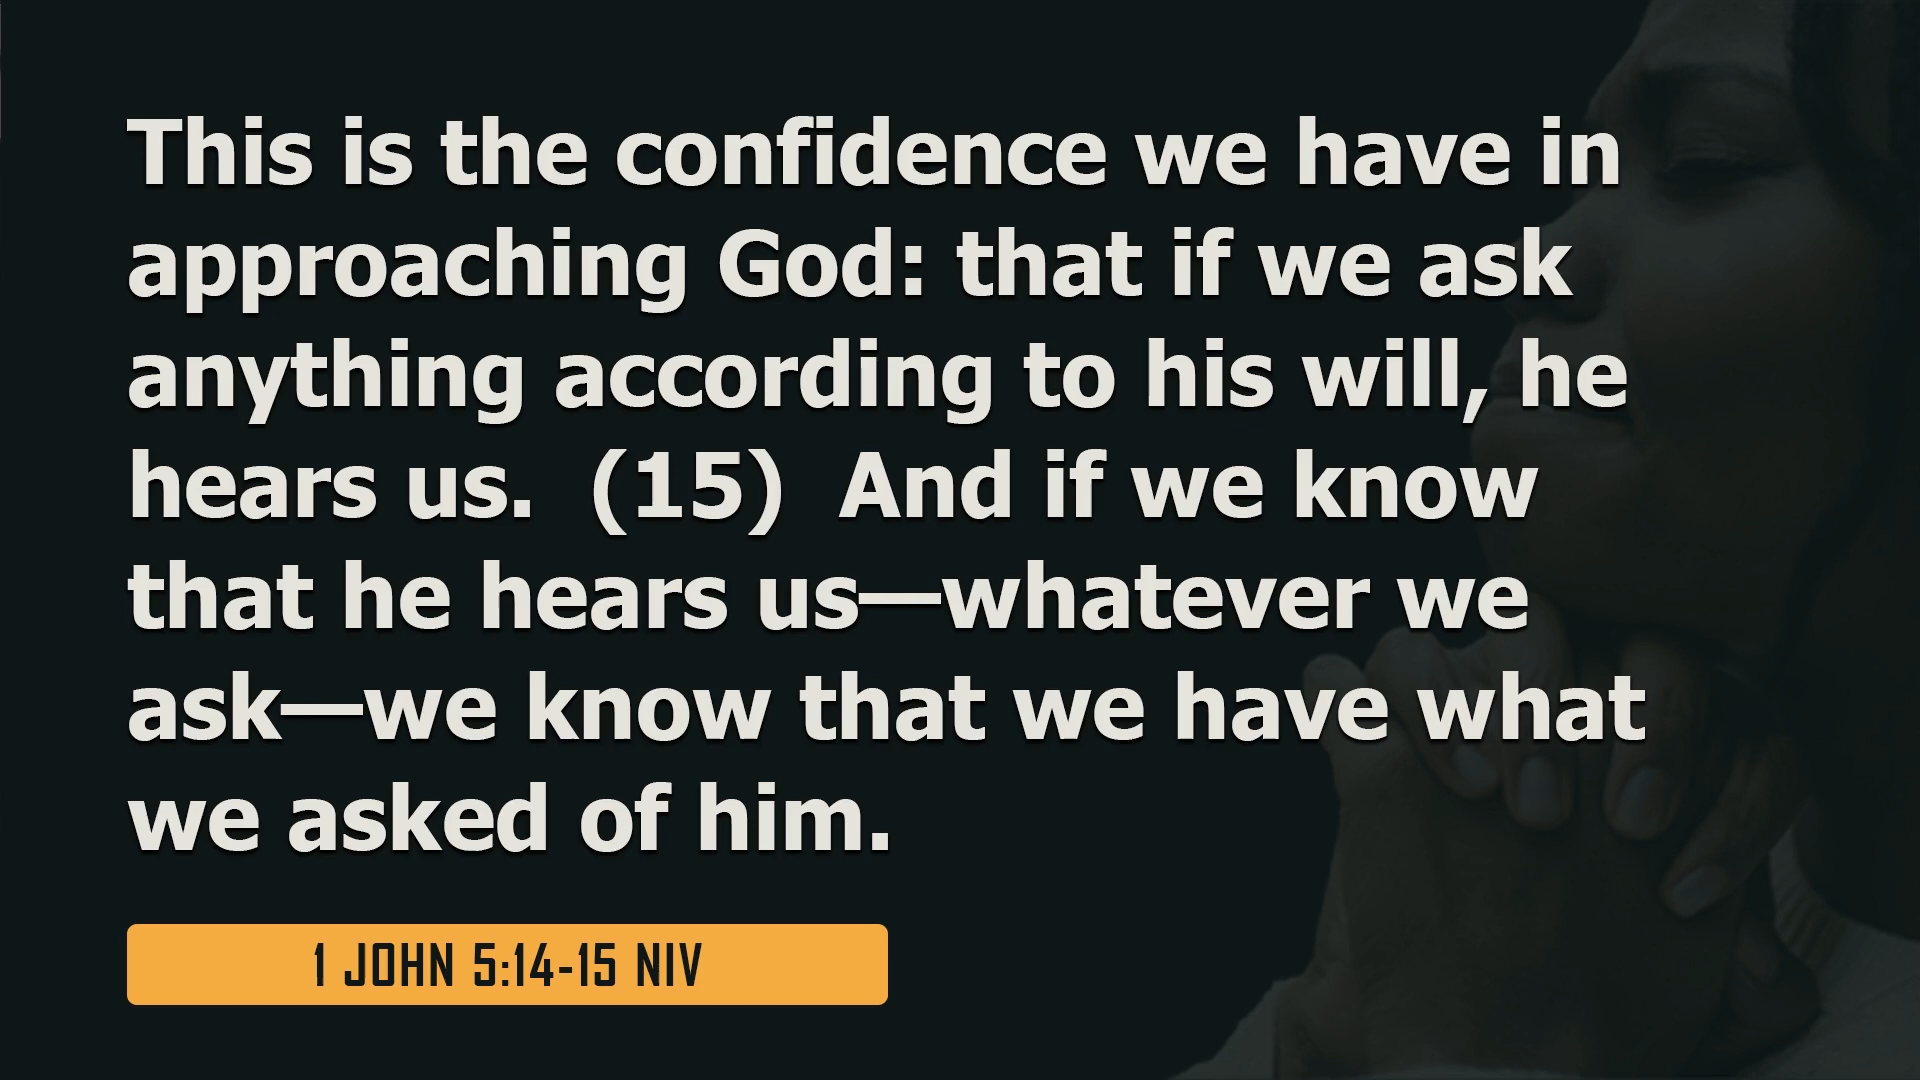 This is the confidence we have in
approaching God: that if we ask
anything according to his will, he
hears us.  (15)  And if we know
that he hears us—whatever we
ask—we know that we have what
we asked of him.
1 JOHN 5:14-15 NIV